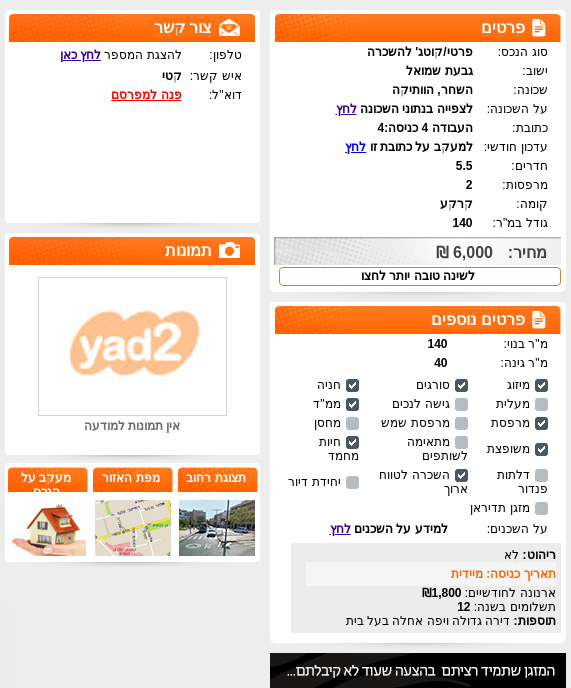 פרטים
סוג הנכס: פרטי/קוטג' להשכרה
ישוב: גבעת שמואל
שכונה: השחר, הוותיקה
על השכונה: לצפייה בנתוני השכונה לחץ
כתובת: העבודה 4 כניסה:4
עדכון חודשי: למעקב על כתובת זו לחץ
חדרים: 5.5
מרפסות: 2
קומה: קרקע
גודל במ"ר: 140
מחיר: 6,000 ₪
לשינה טובה יותר לחצו
פרטים נוספים
מ"ר בנוי: 140
מ"ר גינה: 40
מיזוג סורגים חניה
מעלית גישה לנכים ממ"ד
מרפסת מרפסת שמש מחסן
משופצת מתאימה לשותפים חיות מחמד
דלתות פנדור השכרה לטווח ארוך יחידת דיור
מזגן תדיראן
על השכנים: למידע על השכנים לחץ
ריהוט: לא
תאריך כניסה: מיידית
ארנונה לחודשיים: 1,800₪
תשלומים בשנה: 12
תוספות: דירה גדולה ויפה אחלה בעל בית
המזגן שתמיד רציתם בהצעה שעוד לא קיבלתם...
צור קשר
טלפון: להצגת המספר לחץ כאן
איש קשר: קטי
דוא"ל: פנה למפרסם
תמונות
yad2
אין תמונות למודעה
תצוגת רחוב
מפת האזור
מעקב על
הנכס